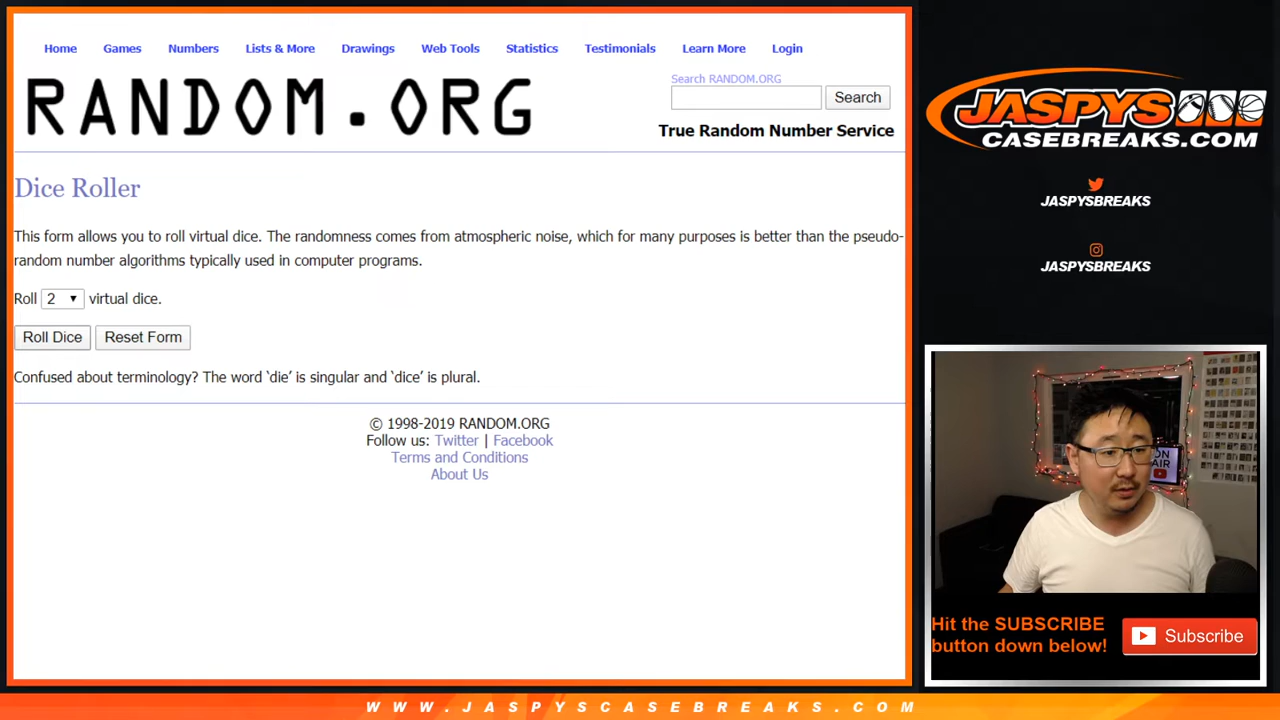 Home Games Numbers Lists & More Drawings Web Tools Statistics Testimonials Learn More Login
RANDOM.ORG
Search RANDOM.ORG
Search
True Random Number Service
Dice Roller
This form allows you to roll virtual dice. The randomness comes from atmospheric noise, which for many purposes is better than the pseudo-
random number algorithms typically used in computer programs.
Roll 2 virtual dice.
Roll Dice Reset Form
Confused about terminology? The word ‘die’ is singular and ‘dice’ is plural.
© 1998-2019 RANDOM.ORG
Follow us: Twitter | Facebook
Terms and Conditions
About Us
JASPYS
CASEBREAKS.COM
JASPYSBREAKS
JASPYSBREAKS
ON
AIR
Hit the SUBSCRIBE
button down below!
Subscribe
WWW.JASPYSCASEBREAKS.COM